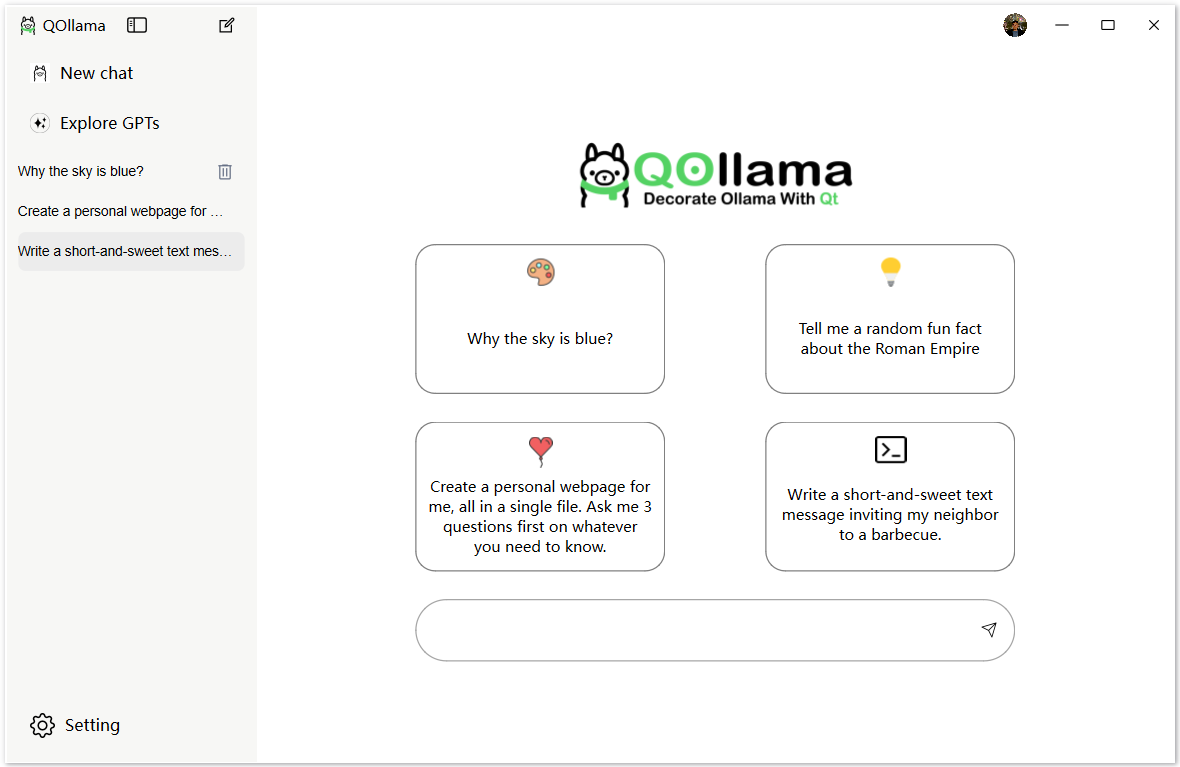 QOllama
New chat
Explore GPTs
Why the sky is blue?
Create a personal webpage for ...
Write a short-and-sweet text mes...
Setting
QOllama
Decorate Ollama With Qt
Why the sky is blue?
Tell me a random fun fact
about the Roman Empire
Create a personal webpage for
me, all in a single file. Ask me 3
questions first on whatever
you need to know.
Write a short-and-sweet text
message inviting my neighbor
to a barbecue.